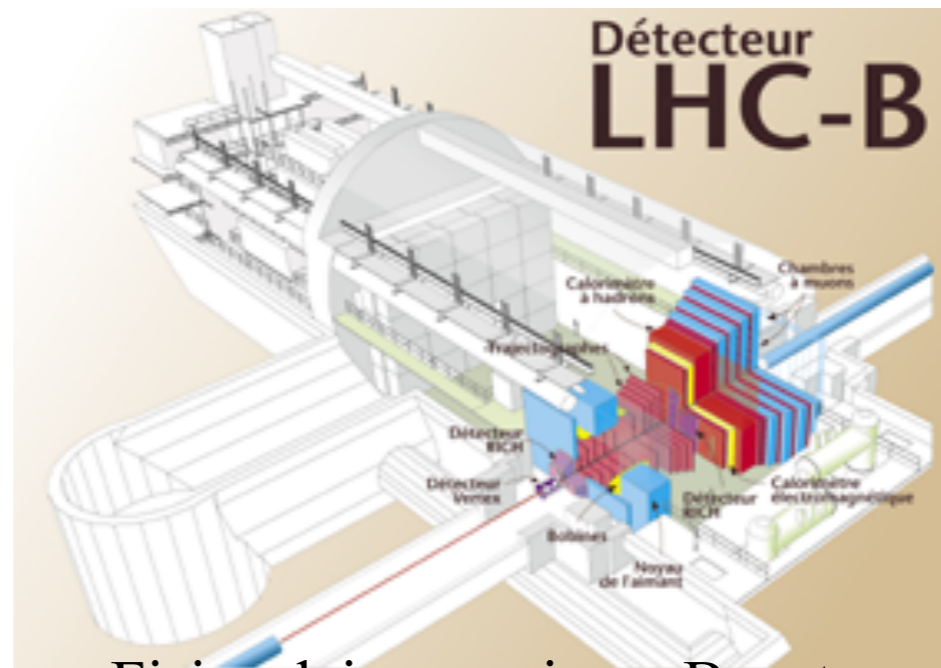 Détecteur
LHC-B
Chambres
à muons
Calorimètre
à hadrons
Trajectographes
Détecteur
RICH
Détecteur
Vertex
Bobines
Noyau
de l'aimant
Détecteur
RICH
Calorimètre
électromagnétique